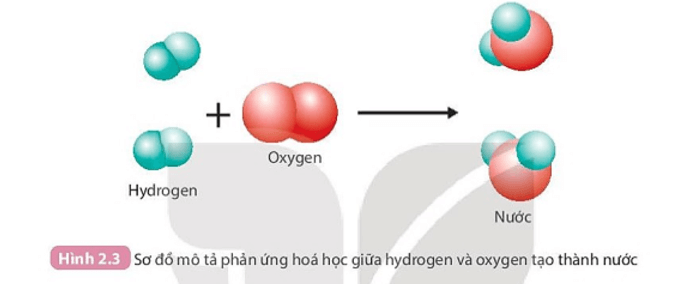 +
Oxygen
Hydrogen
Nước
Hình 2.3 Sơ đồ mô tả phản ứng hoá học giữa hydrogen và oxygen tạo thành nước